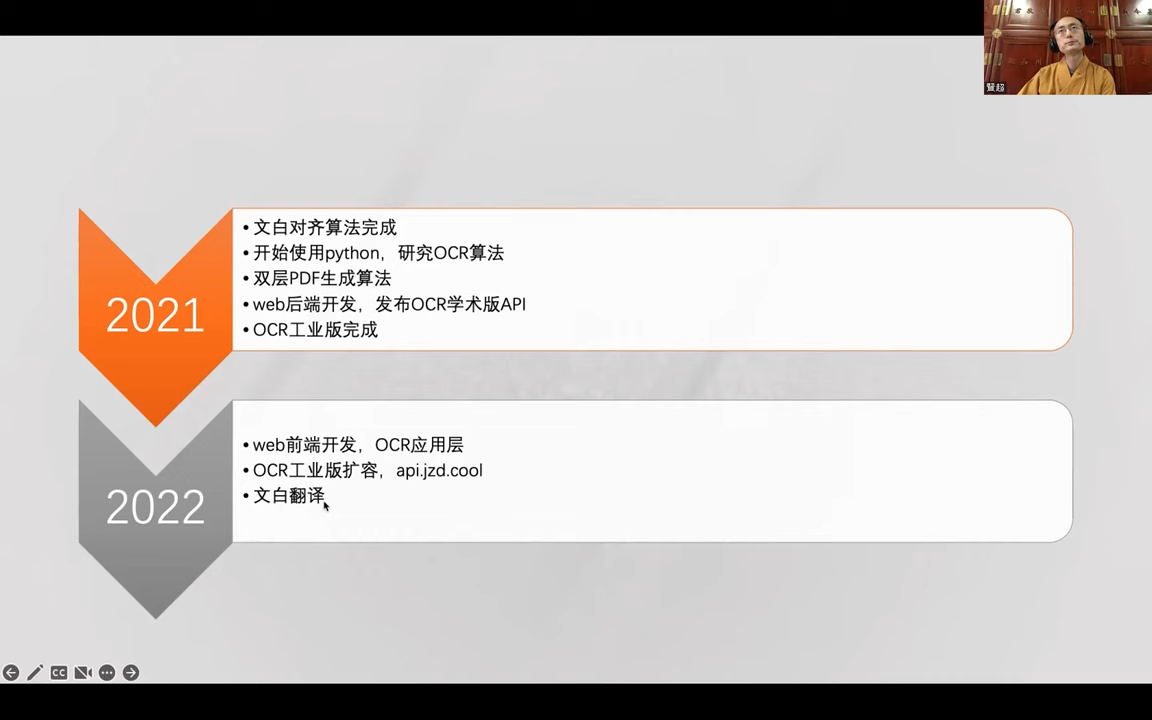 賢超
2021
• 文白对齐算法完成
• 开始使用python，研究OCR算法
• 双层PDF生成算法
• web后端开发，发布OCR学术版API
• OCR工业版完成
2022
• web前端开发，OCR应用层
• OCR工业版扩容，api.jzd.cool
• 文白翻译
CC